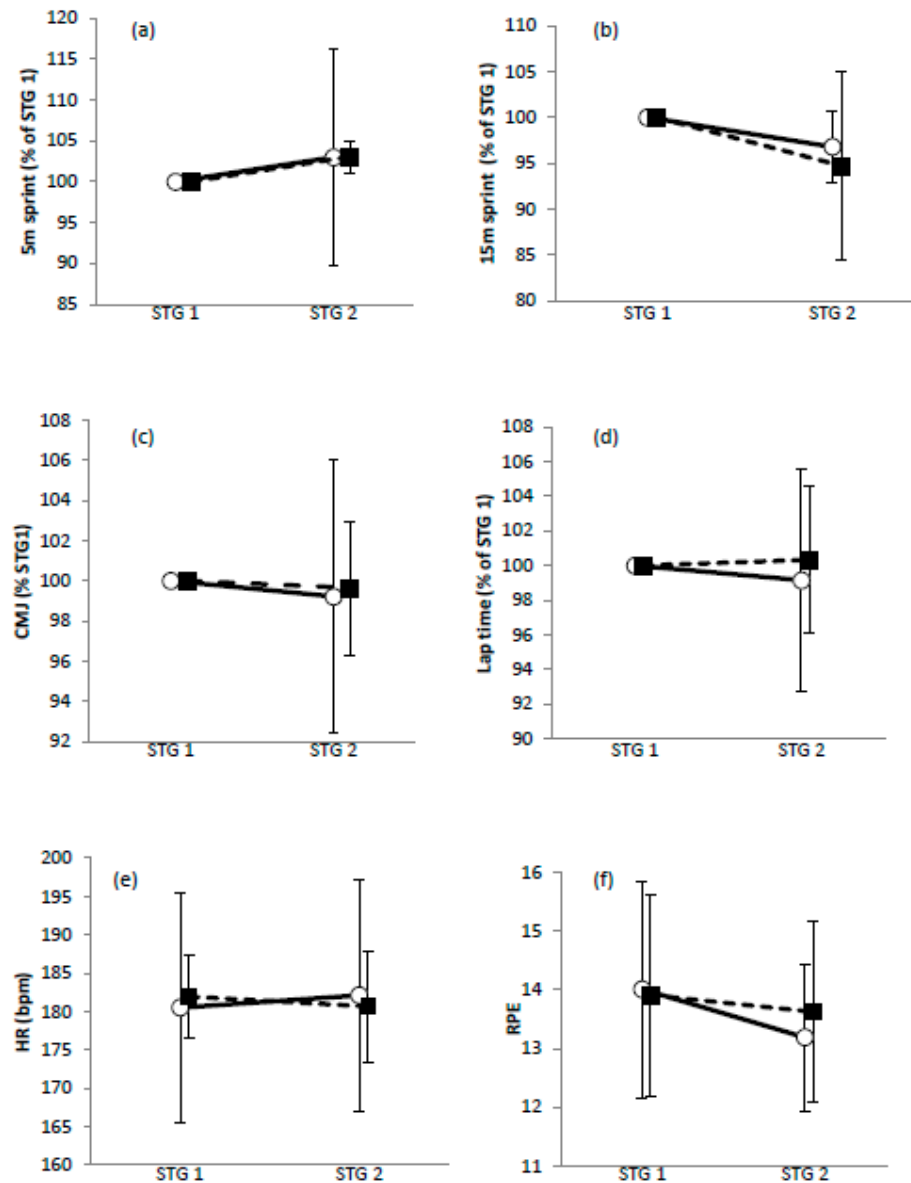 (a)
5m sprint (% of STG 1)
120
115
110
105
100
95
90
85
STG 1 STG 2
(b)
15m sprint (% of STG 1)
110
105
100
95
90
85
80
STG 1 STG 2
(c)
CMJ (% STG1)
108
106
104
102
100
98
96
94
92
STG 1 STG 2
(d)
Lap time (% of STG 1)
108
106
104
102
100
98
96
94
92
90
STG 1 STG 2
(e)
HR (bpm)
200
195
190
185
180
175
170
165
160
STG 1 STG 2
(f)
RPE
16
15
14
13
12
11
STG 1 STG 2